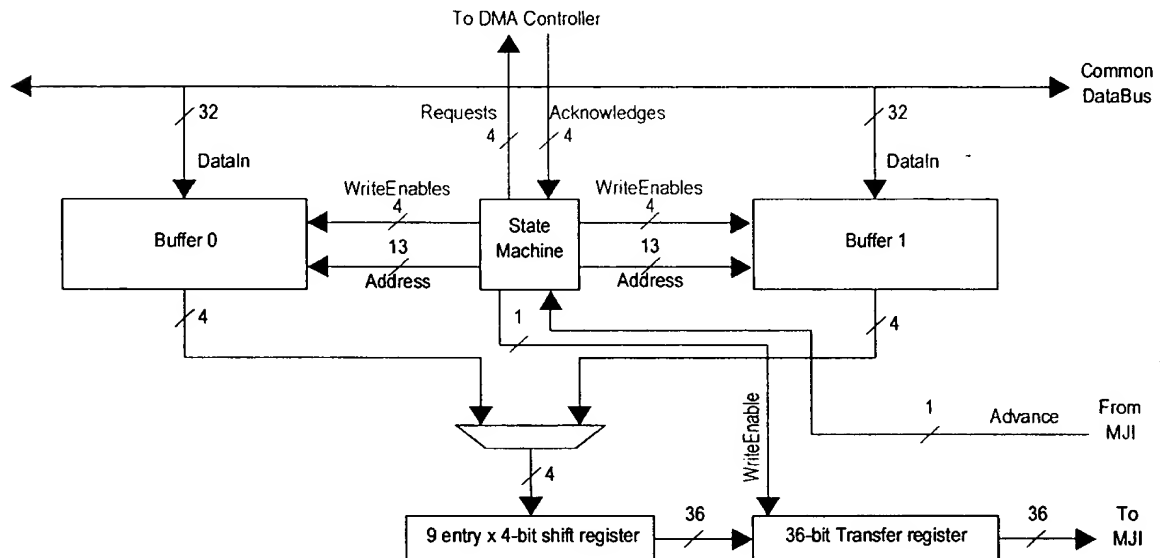 To DMA Controller
Common
DataBus
32
Requests
4
Acknowledges
4
32
DataIn
DataIn
WriteEnables
4
WriteEnables
4
Buffer 0
State
Machine
Buffer 1
13
Address
13
Address
4
1
4
WriteEnable
1
Advance
From
MJI
4
9 entry x 4-bit shift register
36
36-bit Transfer register
36
To
MJI